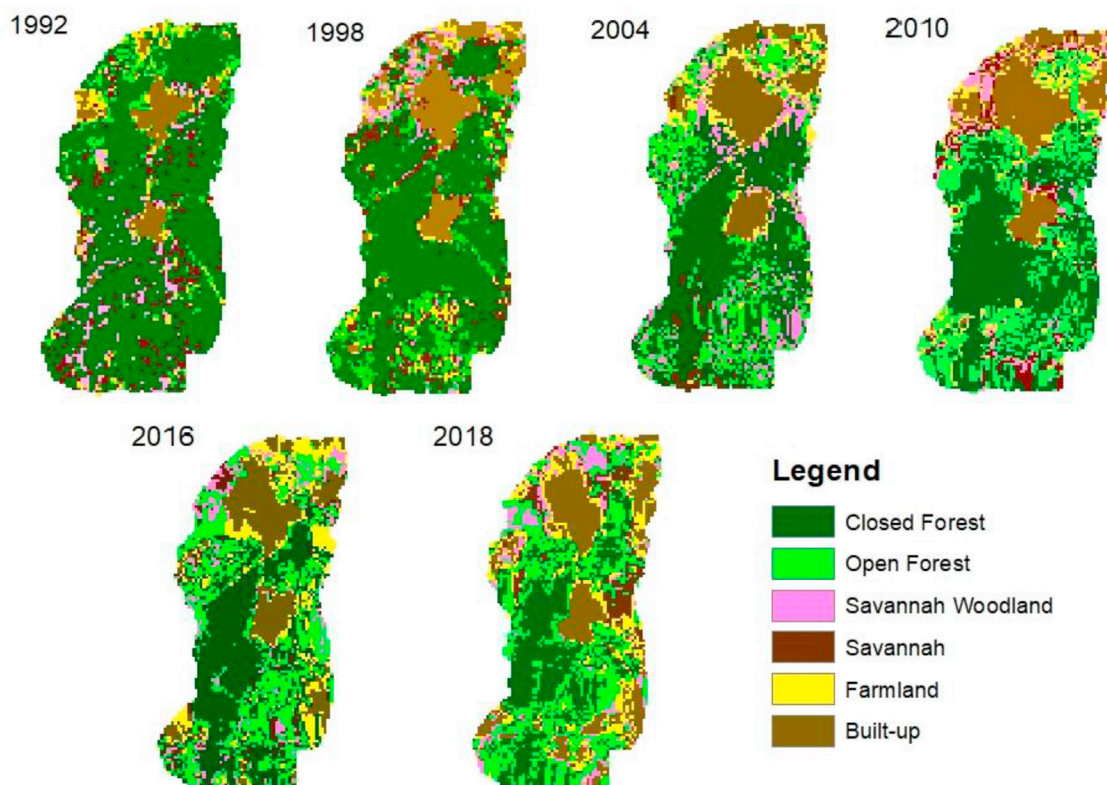 1992
1998
2004
2010
2016
2018
Legend
Closed Forest
Open Forest
Savannah Woodland
Savannah
Farmland
Built-up